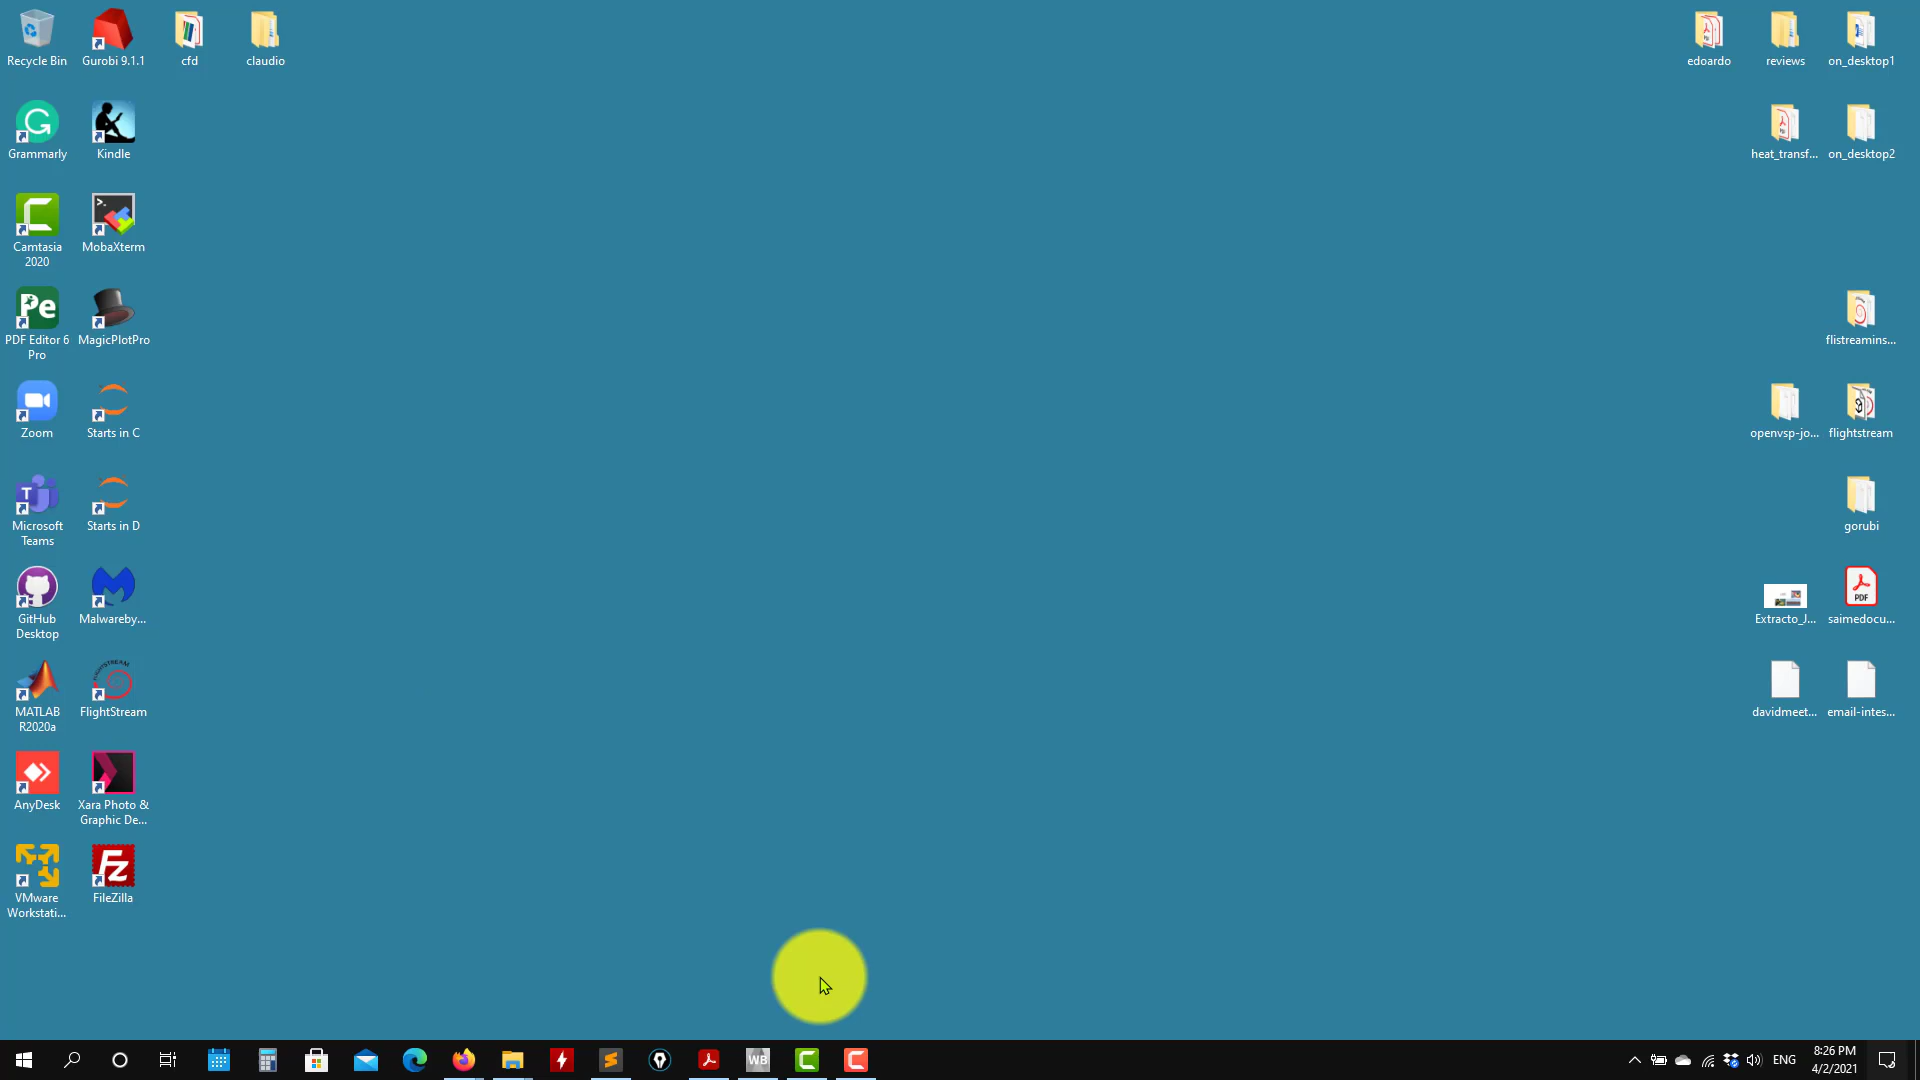 Recycle Bin
Gurobi 9.1.1
cfd
claudio
edoardo
reviews
on_desktop1
Grammarly
Kindle
heat_transf...
on_desktop2
Camtasia
2020
MobaXterm
PDF Editor 6
Pro
MagicPlotPro
flistreamins...
Zoom
Starts in C
openvsp-jo...
flightstream
Microsoft
Teams
Starts in D
gorubi
GitHub
Desktop
Malwareby...
Extracto_J...
PDF
saimedocu...
MATLAB
R2020a
FlightStream
davidmeet...
email-intes...
AnyDesk
Xara Photo &
Graphic De...
VMware
Workstati...
FileZilla
WB
ENG
8:26 PM
4/2/2021